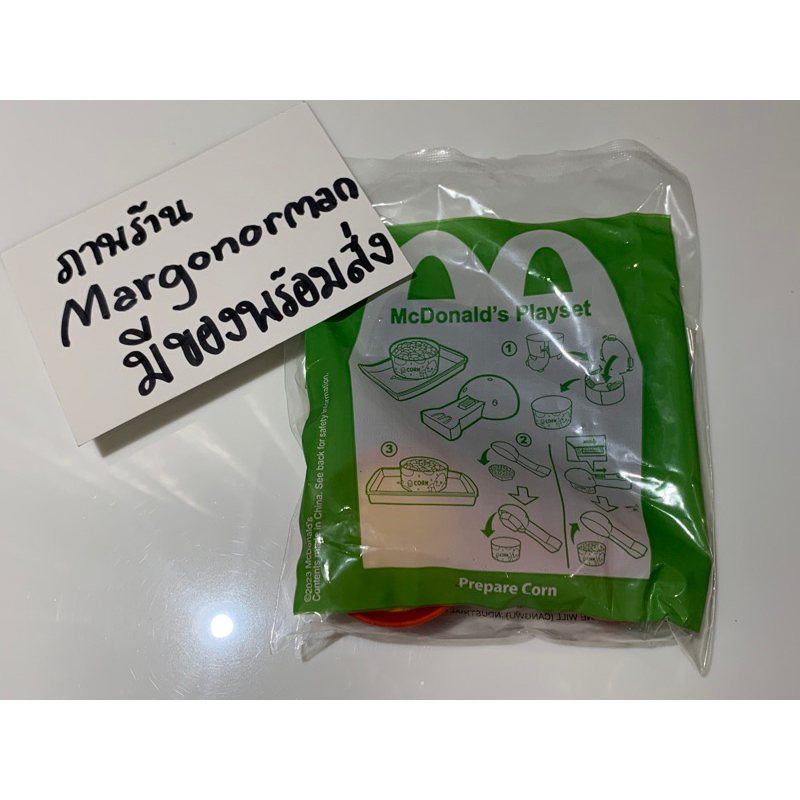 ภาพร้าน
Margonorman
มีของพร้อมส่ง
McDonald's Playset
1
CORN
CORN
2
3
CORN
Prepare Corn
©2023 McDonald's
Contents made in China. See back for safety information.